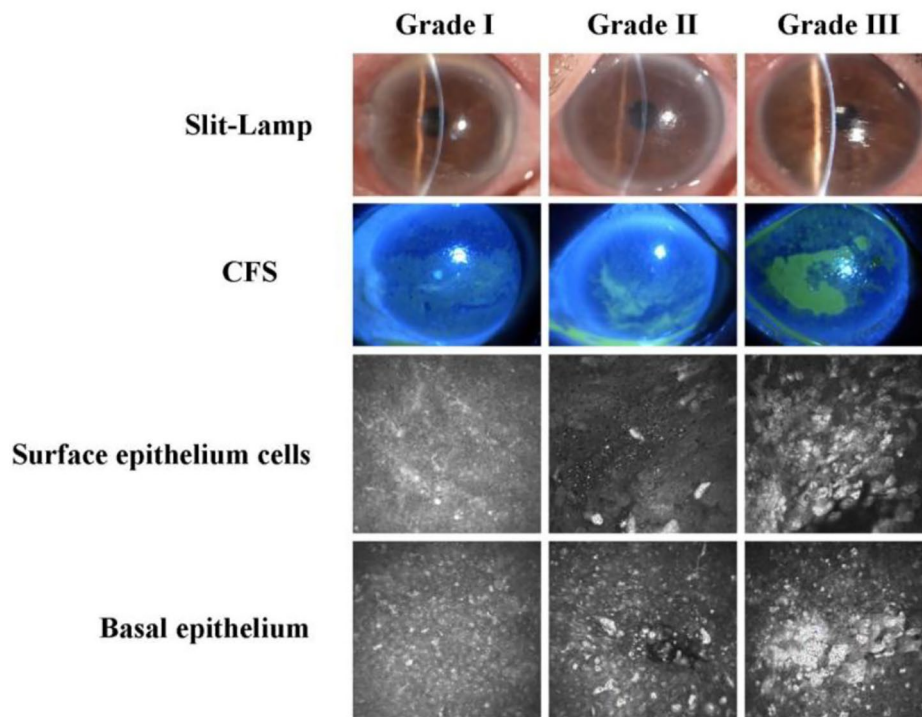 Grade I Grade II Grade III
Slit-Lamp
CFS
Surface epithelium cells
Basal epithelium